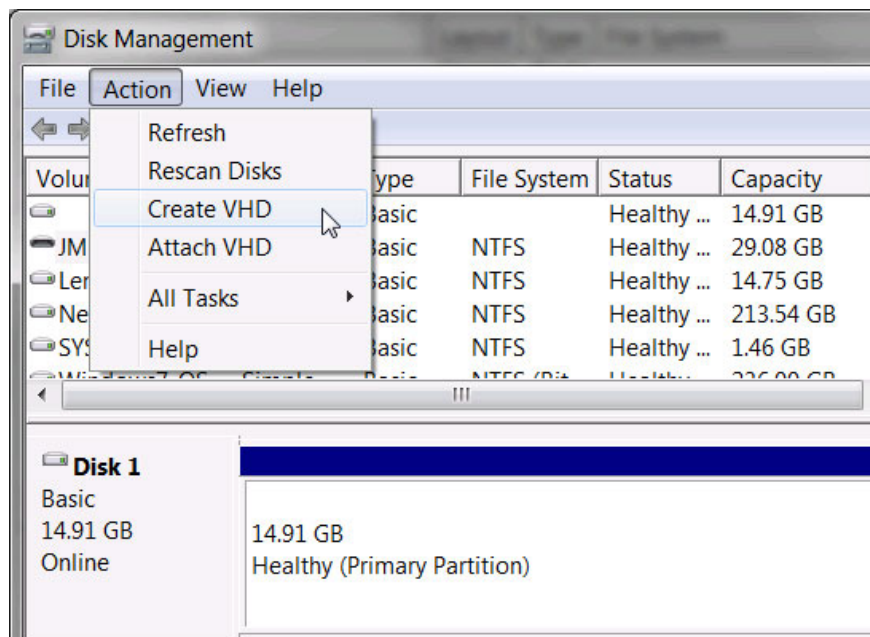 Disk Management
File Action View Help
Refresh
Rescan Disks
Create VHD
Attach VHD
All Tasks
Help
Volu ype File System Status Capacity
asic Healthy ... 14.91 GB
JM asic NTFS Healthy ... 29.08 GB
Ler asic NTFS Healthy ... 14.75 GB
Ne asic NTFS Healthy ... 213.54 GB
SYS asic NTFS Healthy ... 1.46 GB
Disk 1
Basic
14.91 GB
Online
14.91 GB
Healthy (Primary Partition)